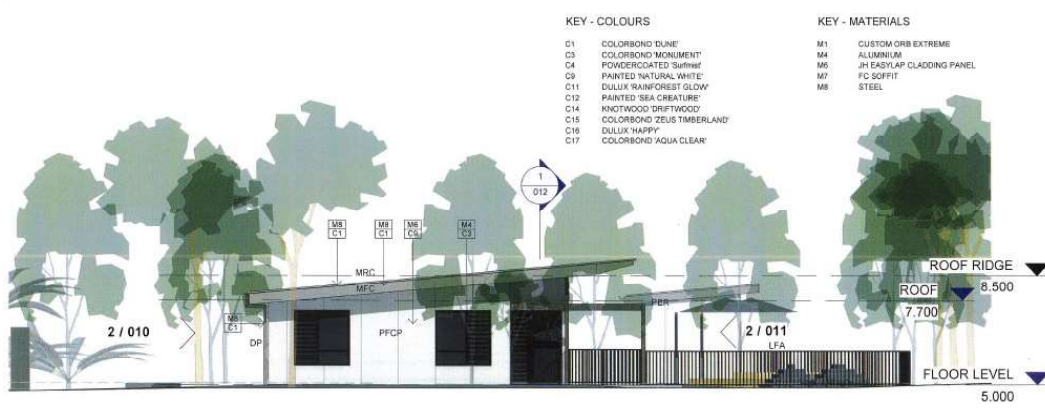 KEY - COLOURS
C1 COLORBOND 'DUNE'
C3 COLORBOND 'MONUMENT'
C4 POWDERCOATED 'Surfmist'
C9 PAINTED 'NATURAL WHITE'
C11 DULUX 'RAINFOREST GLOW'
C12 PAINTED 'SEA CREATURE'
C14 KNOTWOOD 'DRIFTWOOD'
C15 COLORBOND 'ZEUS TIMBERLAND'
C16 DULUX 'HAPPY'
C17 COLORBOND 'AQUA CLEAR'
KEY - MATERIALS
M1 CUSTOM ORB EXTREME
M4 ALUMINIUM
M6 JH EASYLAP CLADDING PANEL
M7 FC SOFFIT
M8 STEEL
1
012
M8
C1
M8
C1
M6
C9
M4
C3
MRC
MFC
PER
ROOF RIDGE
8.500
ROOF
7.700
M8
C1
2 / 010
DP
PFCP
2 / 011
LFA
FLOOR LEVEL
5.000